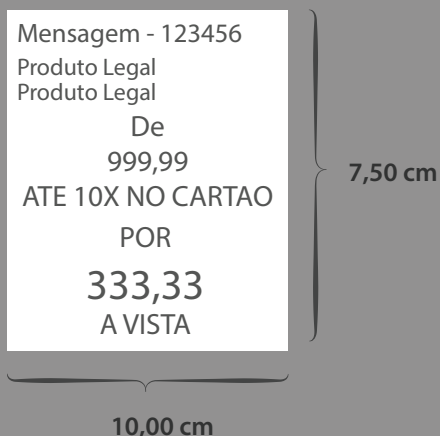 Mensagem - 123456
Produto Legal
Produto Legal
De
999,99
ATE 10X NO CARTAO
POR
333,33
A VISTA
7,50 cm
10,00 cm